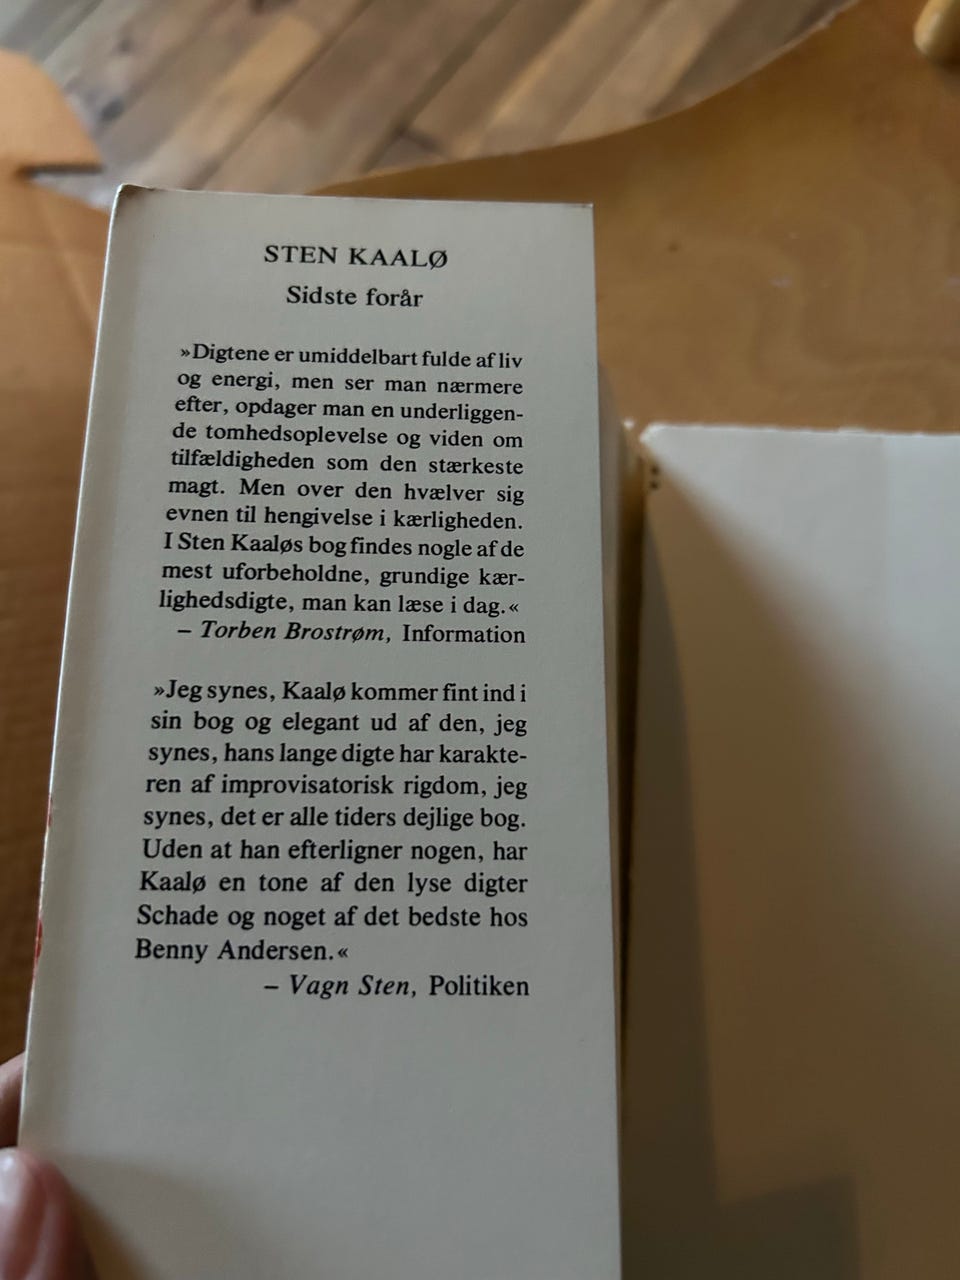 STEN KAALØ
Sidste forår
»Digtene er umiddelbart fulde af liv
og energi, men ser man nærmere
efter, opdager man en underliggen-
de tomhedsoplevelse og viden om
tilfældigheden som den stærkeste
magt. Men over den hvælver sig
evnen til hengivelse i kærligheden.
I Sten Kaaløs bog findes nogle af de
mest uforbeholdne, grundige kær-
lighedsdigte, man kan læse i dag.«
– Torben Brostrøm, Information
»Jeg synes, Kaalø kommer fint ind i
sin bog og elegant ud af den, jeg
synes, hans lange digte har karakte-
ren af improvisatorisk rigdom, jeg
synes, det er alle tiders dejlige bog.
Uden at han efterligner nogen, har
Kaalø en tone af den lyse digter
Schade og noget af det bedste hos
Benny Andersen.«
– Vagn Sten, Politiken